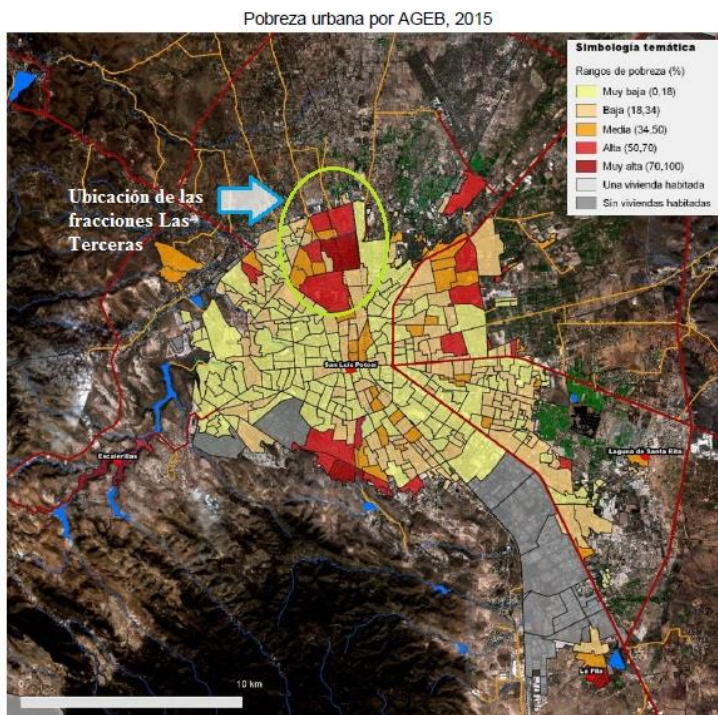 Pobreza urbana por AGEB, 2015
Simbología temática
Rangos de pobreza (%)
Muy baja (0,18)
Baja (18,34)
Media (34,50)
Alta (50,70)
Muy alta (70,100)
Una vivienda habitada
Sin viviendas habitadas
Ubicación de las
fracciones Las
Terceras
San Luis Potosí
Escalerillas
Laguna de Santa Rita
La Pila
0
10 km